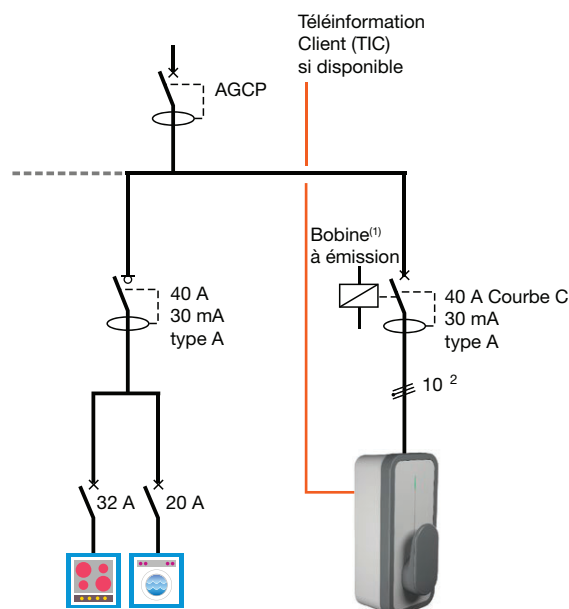 Téléinformation
Client (TIC)
si disponible
AGCP
Bobine(1)
à émission
40 A
30 mA
type A
40 A Courbe C
30 mA
type A
10 2
32 A
20 A